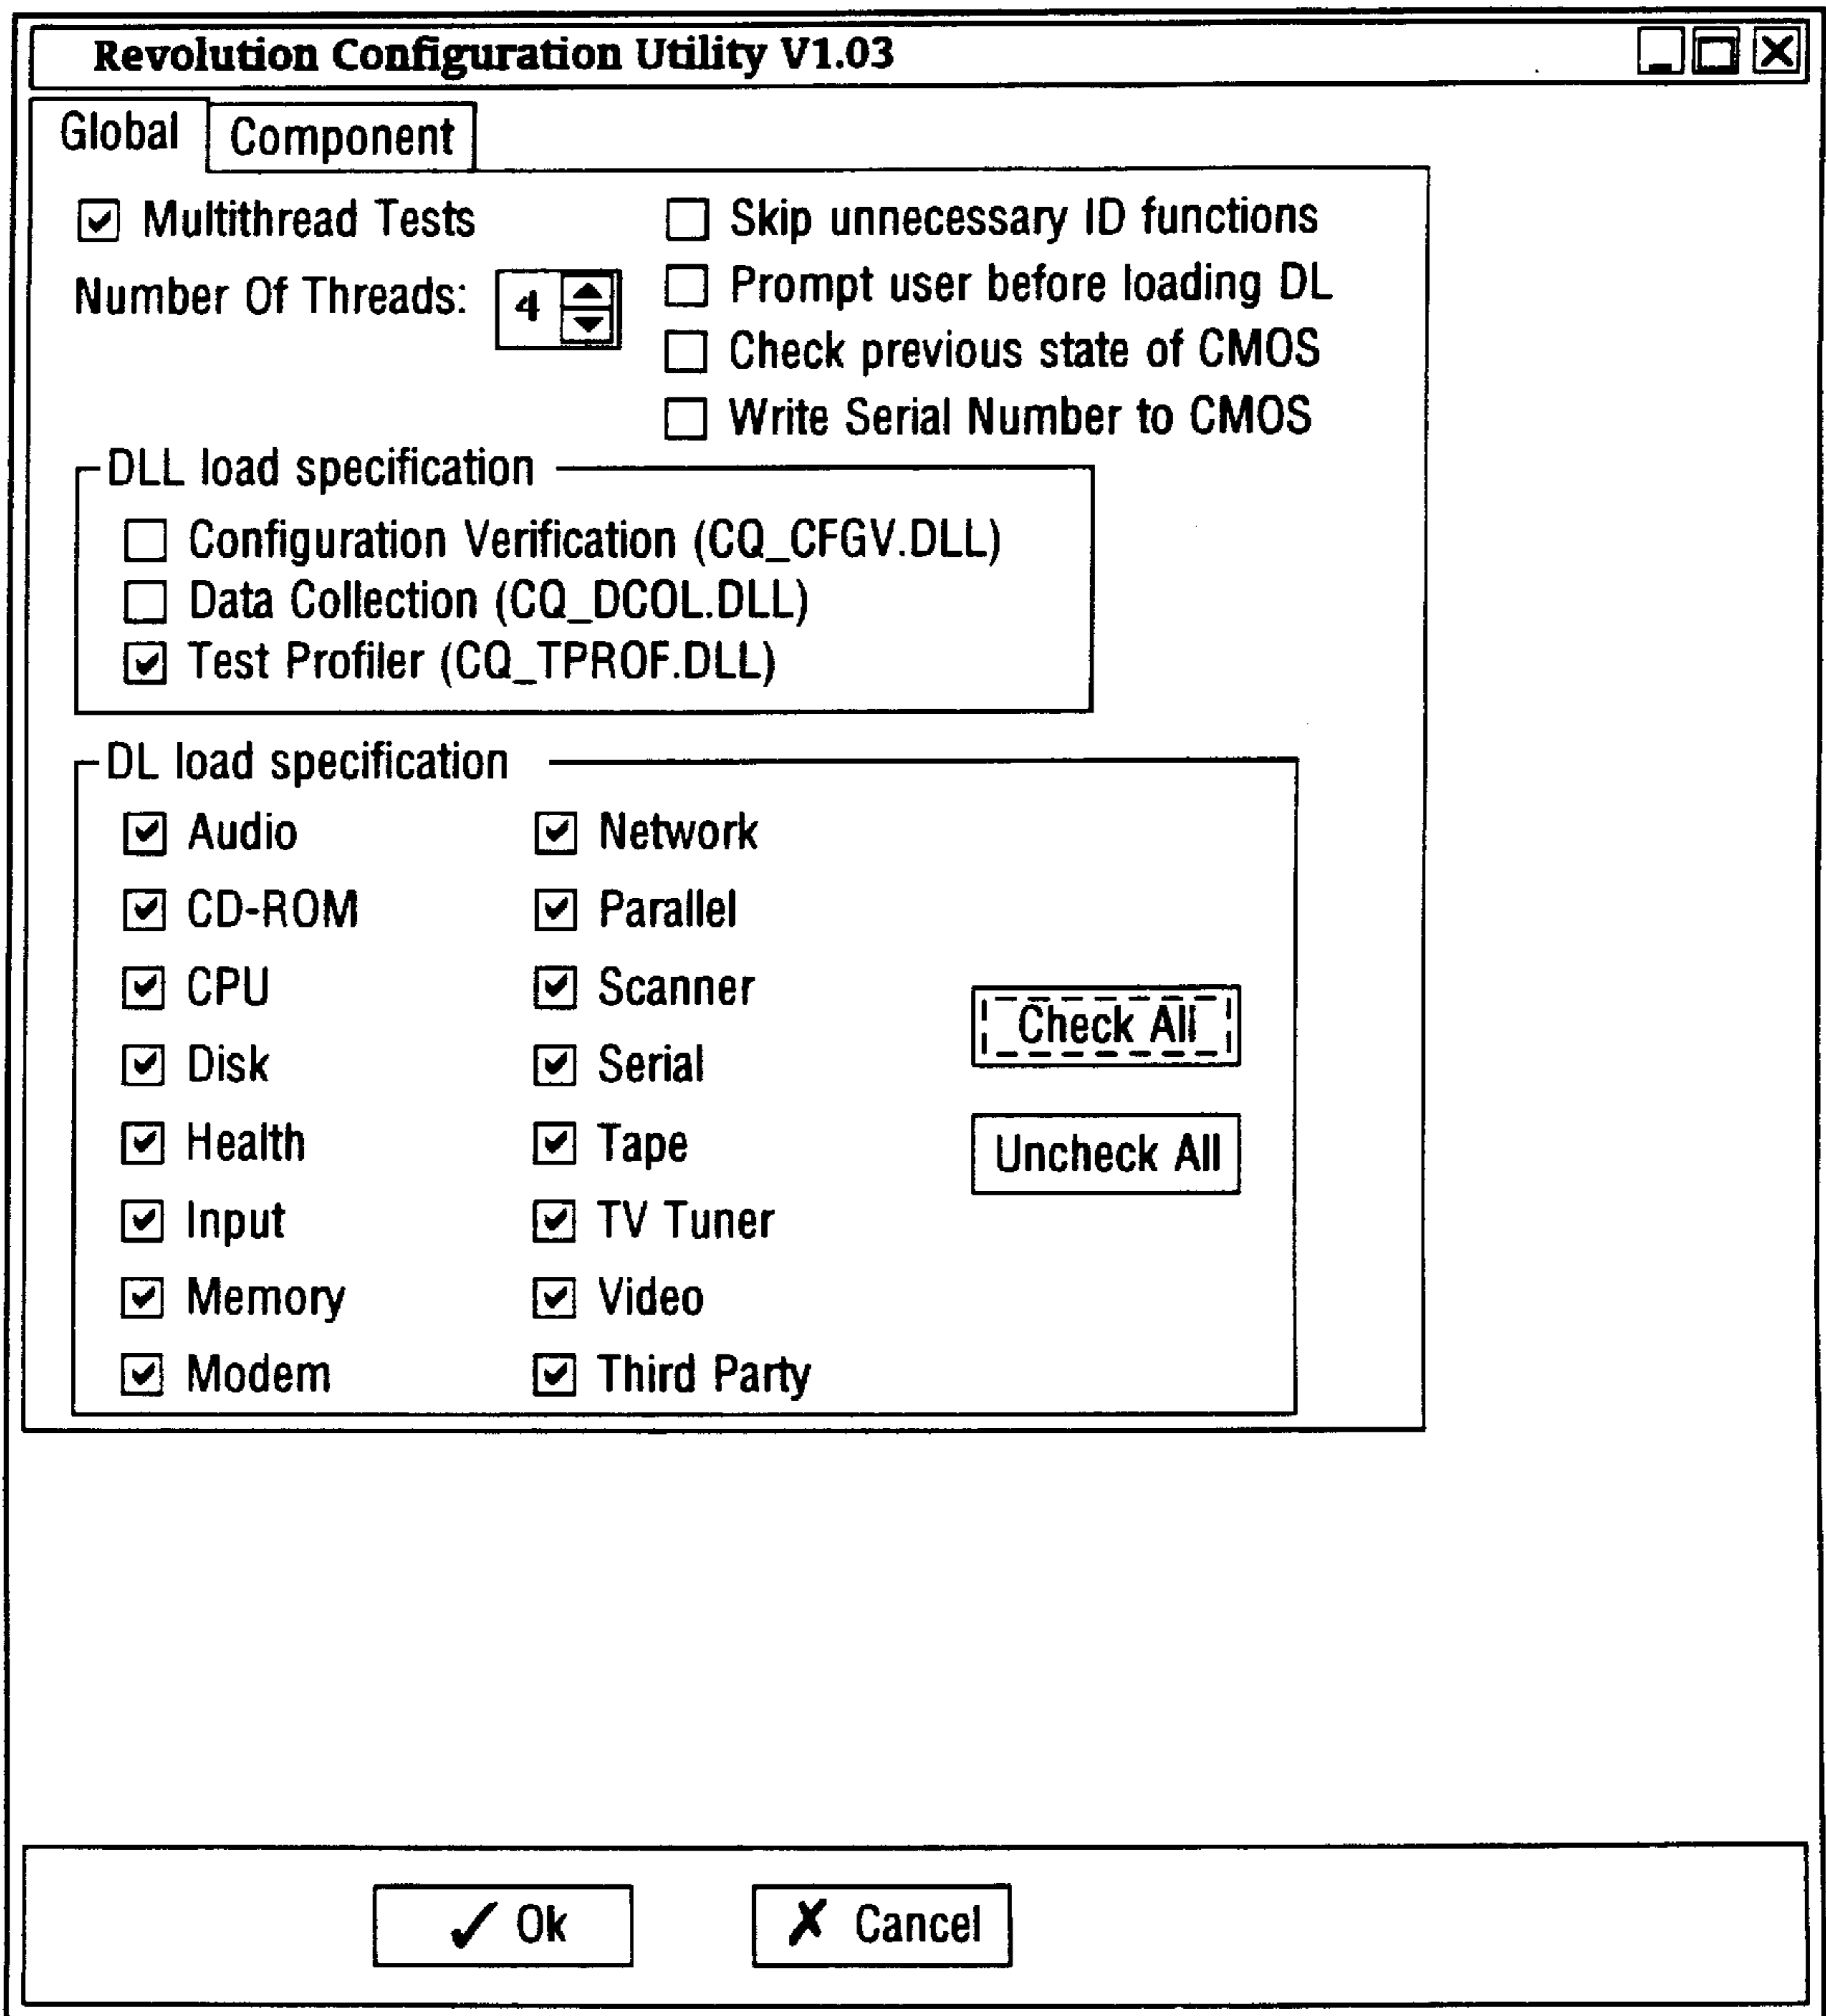 Revolution Configuration Utility V1.03
Global Component
Multithread Tests
Number Of Threads: 4
Skip unnecessary ID functions
Prompt user before loading DL
Check previous state of CMOS
Write Serial Number to CMOS
DLL load specification
Configuration Verification (CQ_CFGV.DLL)
Data Collection (CQ_DCOL.DLL)
Test Profiler (CQ_TPROF.DLL)
DL load specification
Audio
CD-ROM
CPU
Disk
Health
Input
Memory
Modem
Network
Parallel
Scanner
Serial
Tape
TV Tuner
Video
Third Party
Check All
Uncheck All
Ok
Cancel